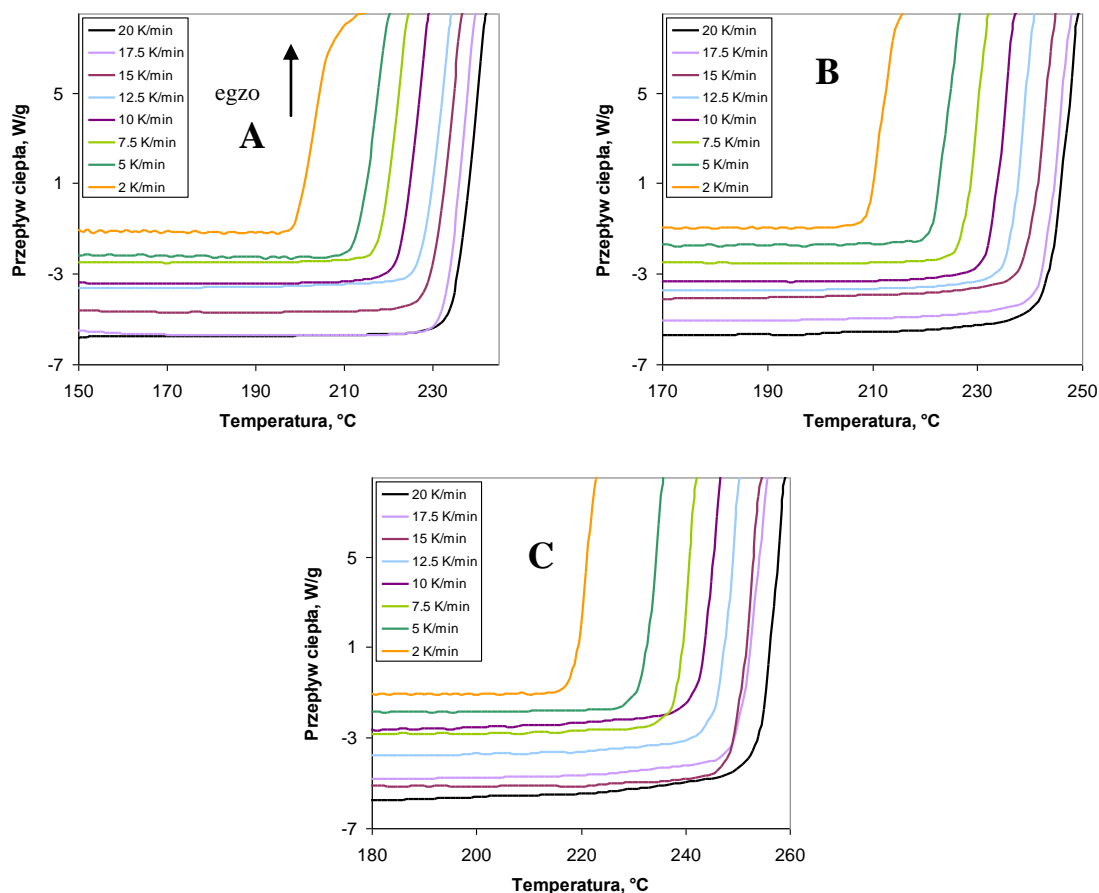 20 K/min
17.5 K/min
15 K/min
12.5 K/min
10 K/min
7.5 K/min
5 K/min
2 K/min
egzo
A
Przepływ ciepła, W/g
5
1
-3
-7
150
170
190
210
230
Temperatura, °C
20 K/min
17.5 K/min
15 K/min
12.5 K/min
10 K/min
7.5 K/min
5 K/min
2 K/min
B
Przepływ ciepła, W/g
5
1
-3
-7
170
190
210
230
250
Temperatura, °C
20 K/min
17.5 K/min
15 K/min
12.5 K/min
10 K/min
7.5 K/min
5 K/min
2 K/min
C
Przepływ ciepła, W/g
5
1
-3
-7
180
200
220
240
260
Temperatura, °C